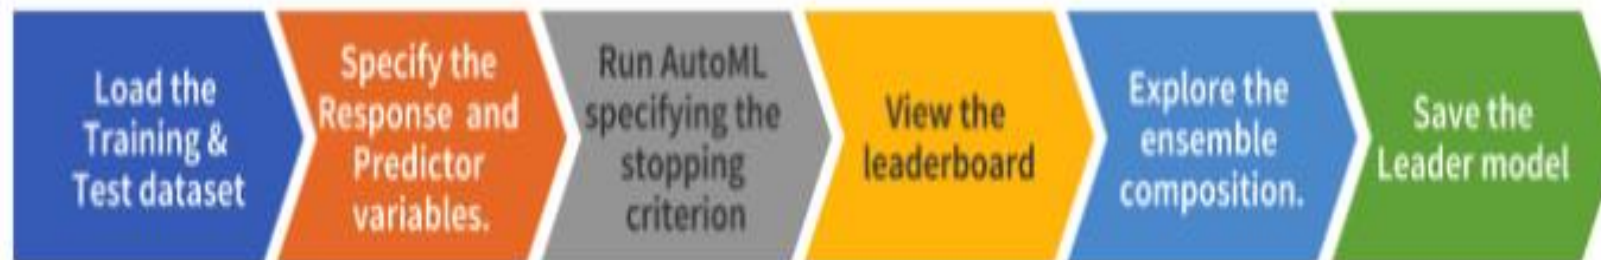 Load the
Training &
Test dataset
Specify the
Response and
Predictor
variables.
Run AutoML
specifying the
stopping
criterion
View the
leaderboard
Explore the
ensemble
composition.
Save the
Leader model